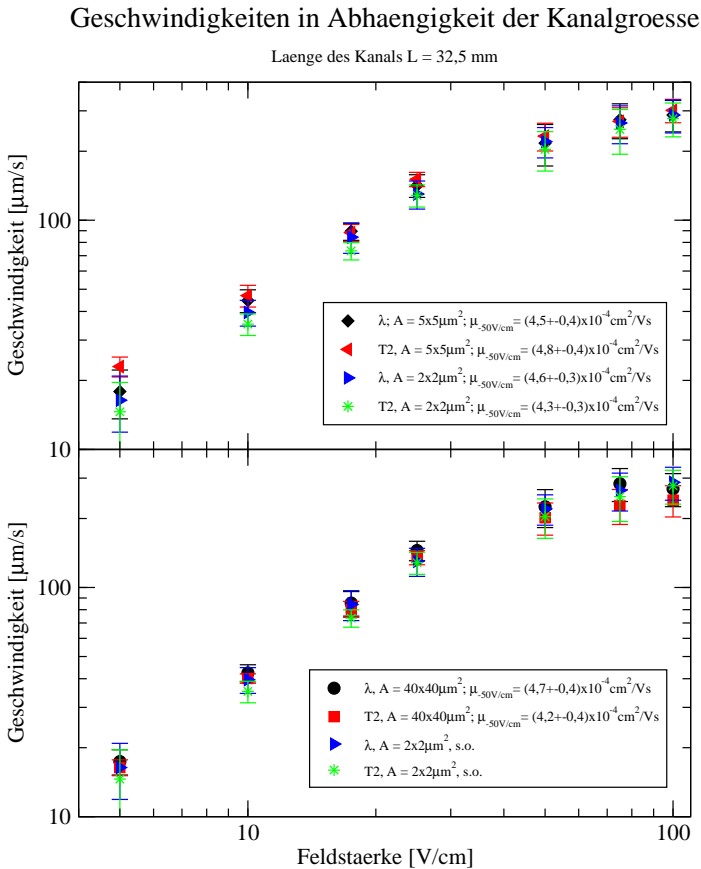 Geschwindigkeiten in Abhaengigkeit der Kanalgroesse
Laenge des Kanals L = 32,5 mm
Geschwindigkeit [μm/s]
100
10
λ; A = 5x5μm²; μ₋₅₀V/cm = (4,5+-0,4)x10⁻⁴cm²/Vs
T2, A = 5x5μm²; μ₋₅₀V/cm = (4,8+-0,4)x10⁻⁴cm²/Vs
λ, A = 2x2μm²; μ₋₅₀V/cm = (4,6+-0,3)x10⁻⁴cm²/Vs
T2, A = 2x2μm²; μ₋₅₀V/cm = (4,3+-0,3)x10⁻⁴cm²/Vs
Geschwindigkeit [μm/s]
100
10
λ, A = 40x40μm²; μ₋₅₀V/cm = (4,7+-0,4)x10⁻⁴cm²/Vs
T2, A = 40x40μm²; μ₋₅₀V/cm = (4,2+-0,4)x10⁻⁴cm²/Vs
λ, A = 2x2μm², s.o.
T2, A = 2x2μm², s.o.
10 100
Feldstaerke [V/cm]